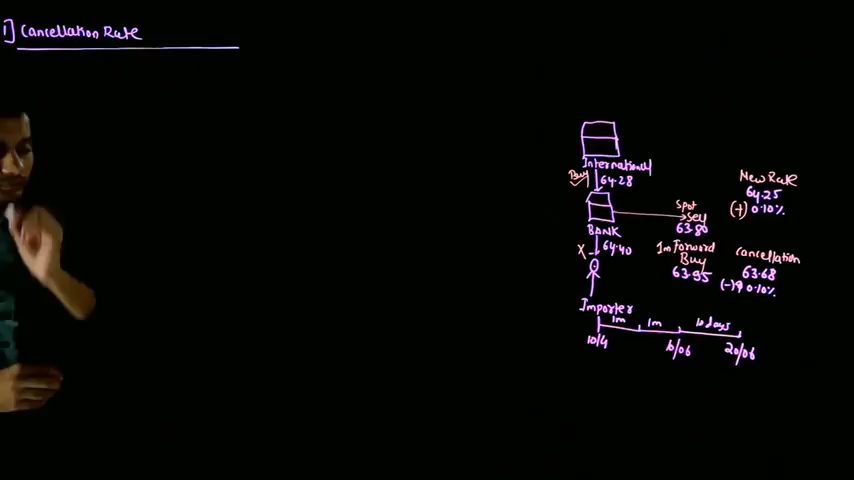 1] Cancellation Rate
International
Buy
64.28
New Rate
64.25
(+) 0.10%
Spot
Sell
63.80
BANK
X
64.40
1m Forward
Buy
63.95
Cancellation
63.68
0.10%
Importer
1m
1m
10 days
10/4
10/06
20/06